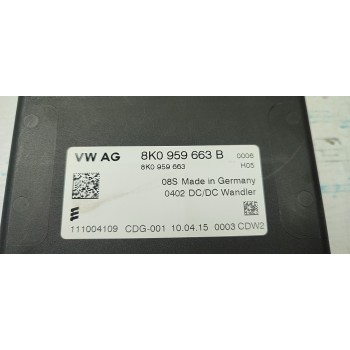 VW AG 8K0 959 663 B 0006
8K0 959 663 H05
08S Made in Germany
0402 DC/DC Wandler
111004109 CDG-001 10.04.15 0003 CDW2